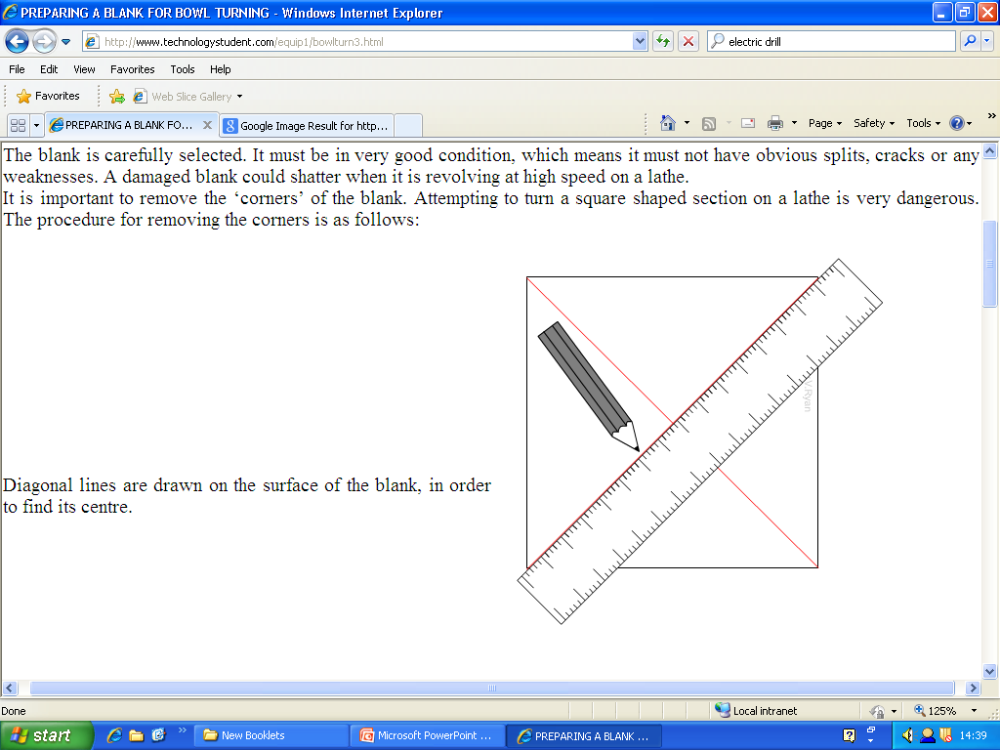 PREPARING A BLANK FOR BOWL TURNING - Windows Internet Explorer
http://www.technologystudent.com/equip1/bowlturn3.html
electric drill
File Edit View Favorites Tools Help
Favorites Web Slice Gallery
PREPARING A BLANK FO... Google Image Result for http... Page Safety Tools »
The blank is carefully selected. It must be in very good condition, which means it must not have obvious splits, cracks or any
weaknesses. A damaged blank could shatter when it is revolving at high speed on a lathe.
It is important to remove the ‘corners’ of the blank. Attempting to turn a square shaped section on a lathe is very dangerous.
The procedure for removing the corners is as follows:
V.Ryan
Diagonal lines are drawn on the surface of the blank, in order
to find its centre.
Done Local intranet 125%
start » New Booklets Microsoft PowerPoint ... PREPARING A BLANK ... 14:39